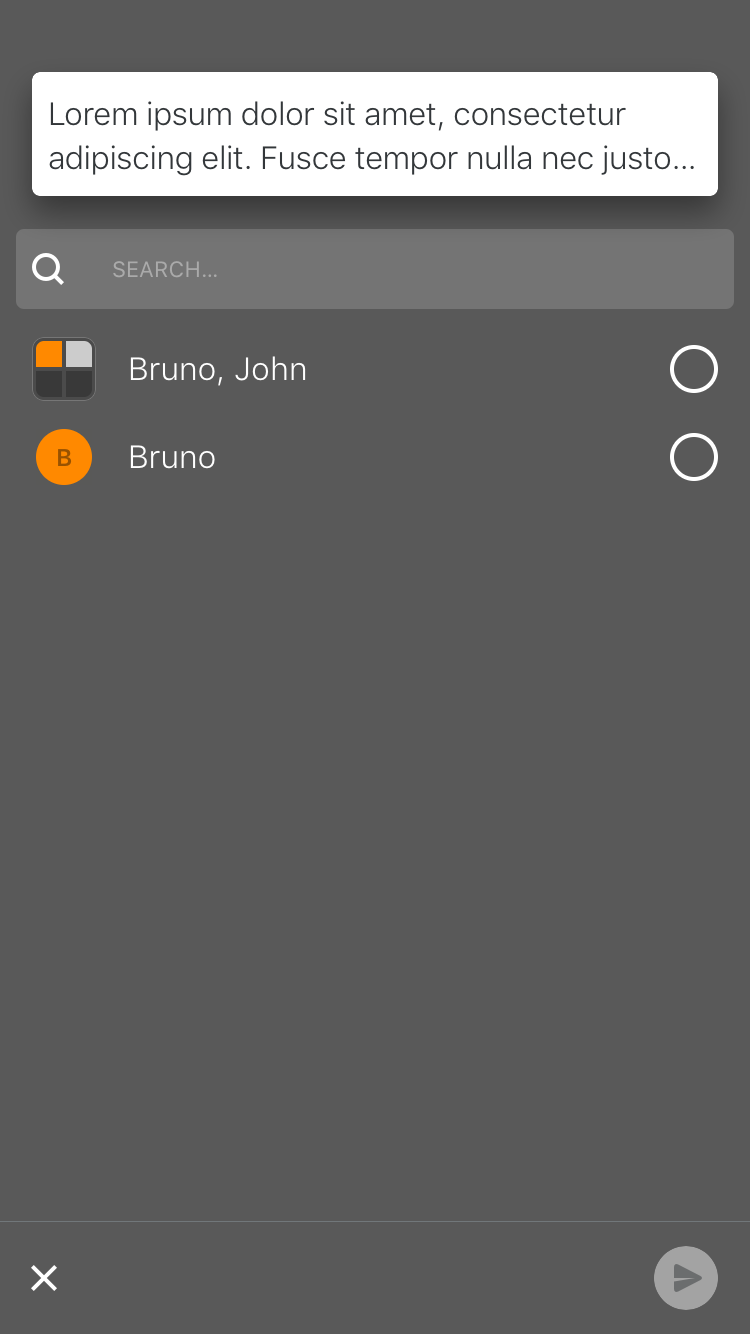 Lorem ipsum dolor sit amet, consectetur
adipiscing elit. Fusce tempor nulla nec justo...
SEARCH...
Bruno, John
B
Bruno